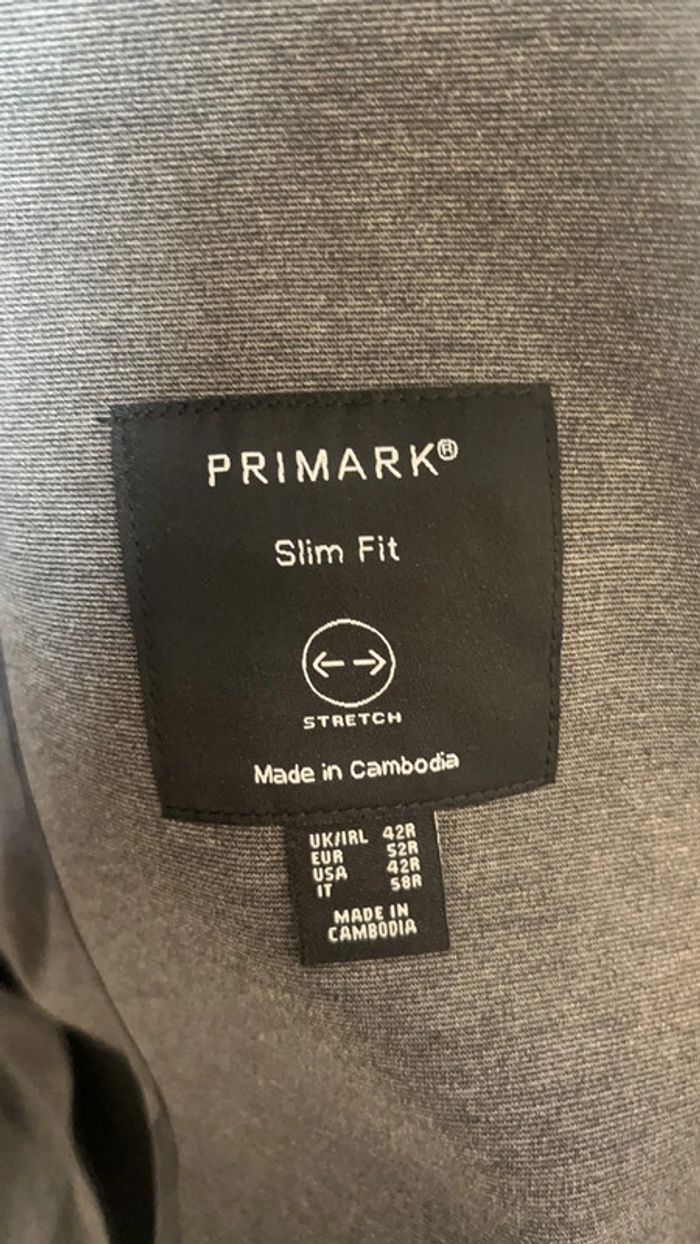 PRIMARK®
Slim Fit
STRETCH
Made in Cambodia
UK/IRL 42R
EUR 52R
USA 42R
IT 58R
MADE IN
CAMBODIA